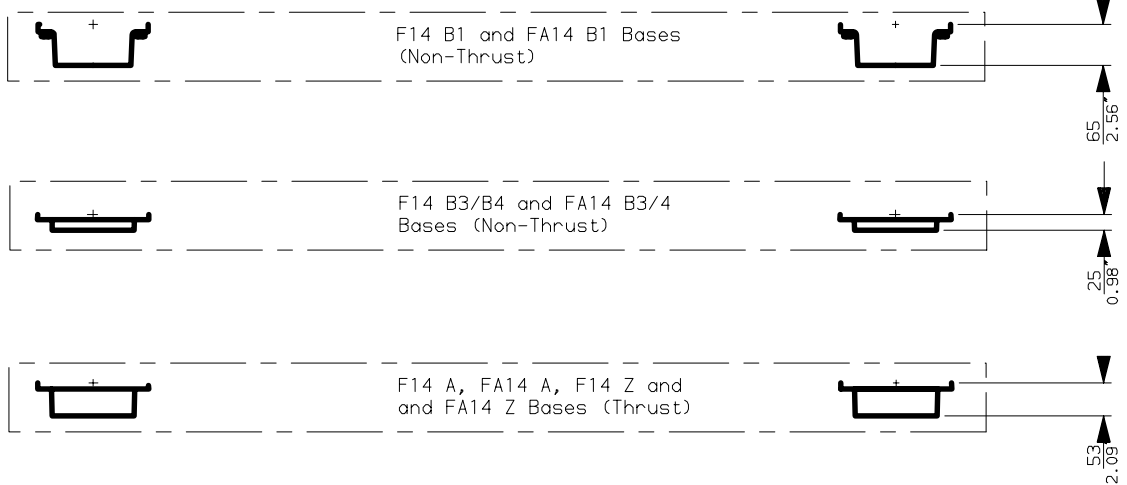 F14 B1 and FA14 B1 Bases
(Non-Thrust)
65
2.56"
F14 B3/B4 and FA14 B3/4
Bases (Non-Thrust)
25
0.98"
F14 A, FA14 A, F14 Z and
and FA14 Z Bases (Thrust)
53
2.09"